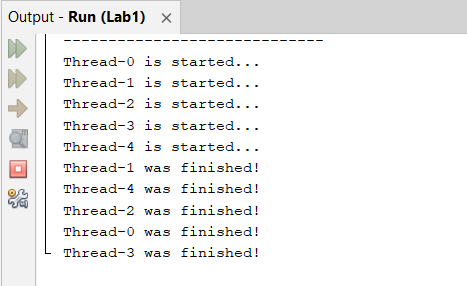 Output - Run (Lab1)
-----------------------------
Thread-0 is started...
Thread-1 is started...
Thread-2 is started...
Thread-3 is started...
Thread-4 is started...
Thread-1 was finished!
Thread-4 was finished!
Thread-2 was finished!
Thread-0 was finished!
Thread-3 was finished!